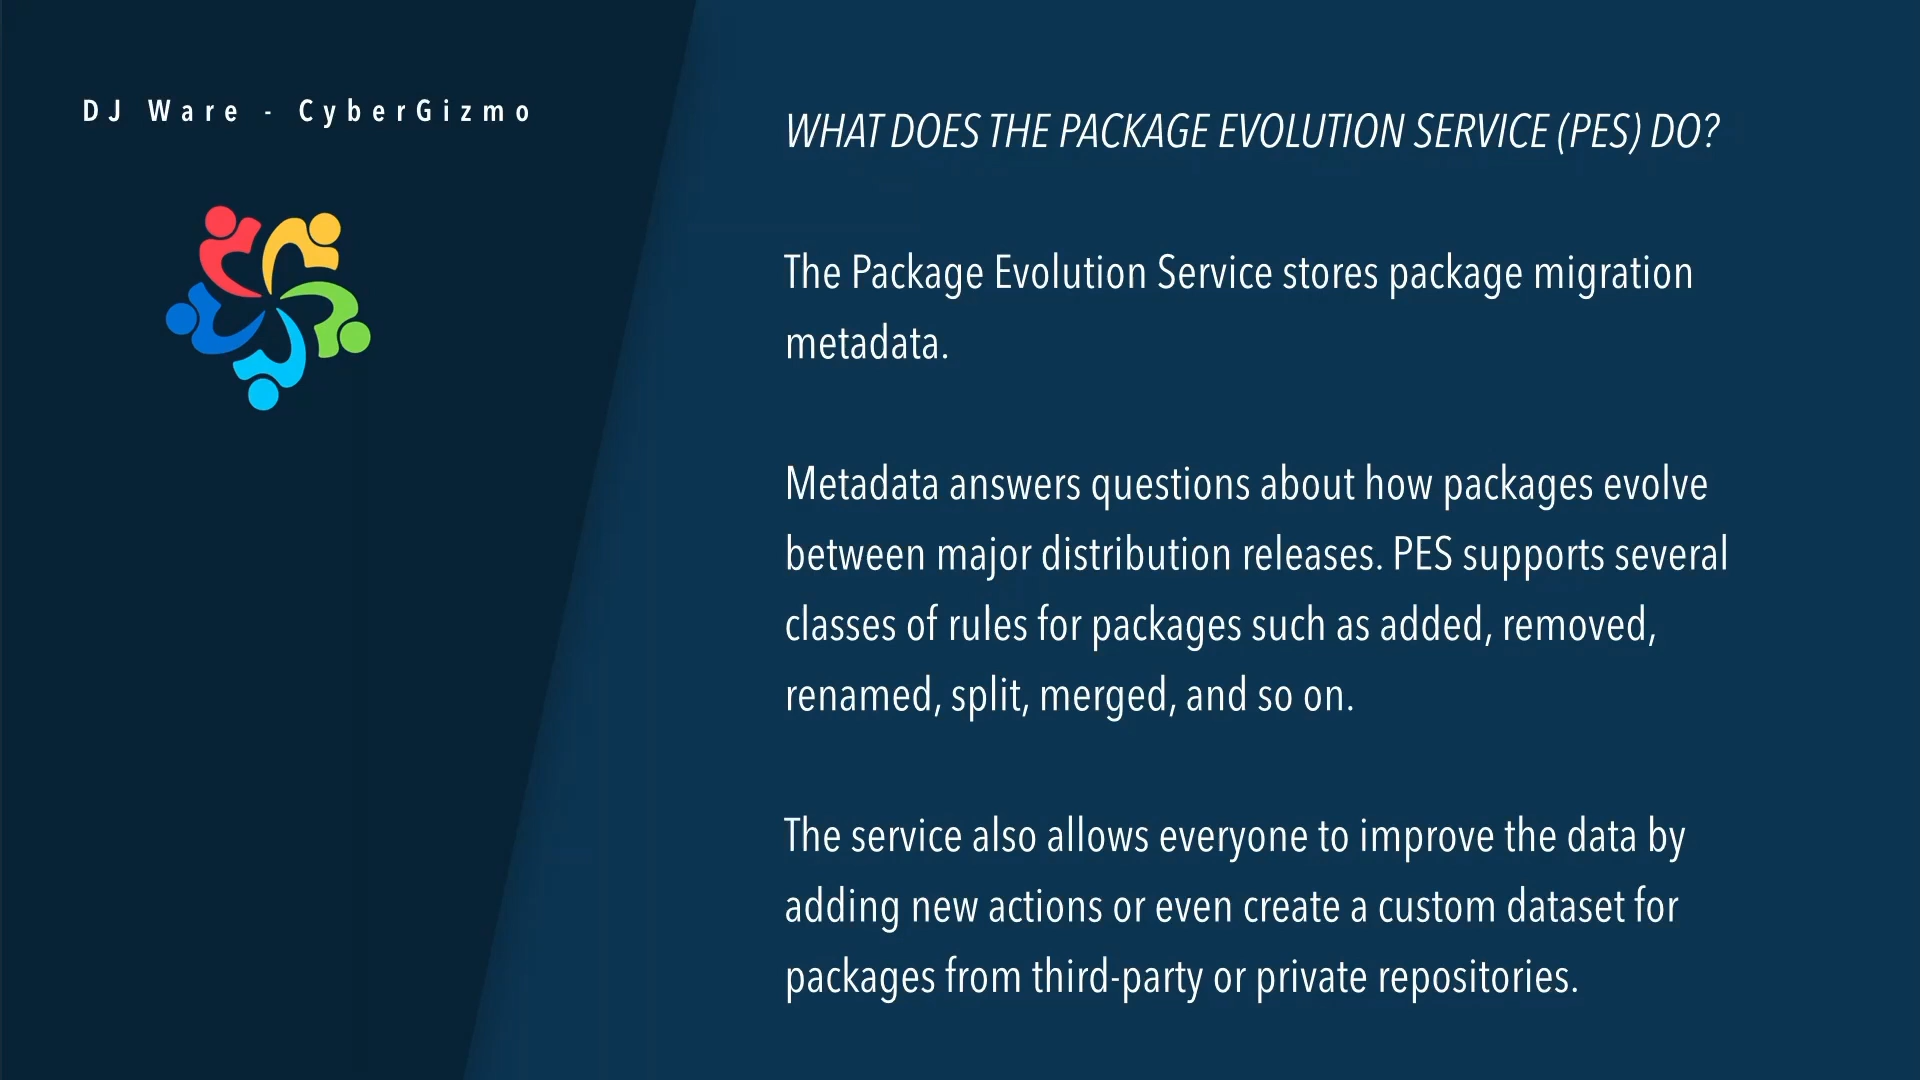 DJ Ware - CyberGizmo
WHAT DOES THE PACKAGE EVOLUTION SERVICE (PES) DO?
The Package Evolution Service stores package migration
metadata.
Metadata answers questions about how packages evolve
between major distribution releases. PES supports several
classes of rules for packages such as added, removed,
renamed, split, merged, and so on.
The service also allows everyone to improve the data by
adding new actions or even create a custom dataset for
packages from third-party or private repositories.